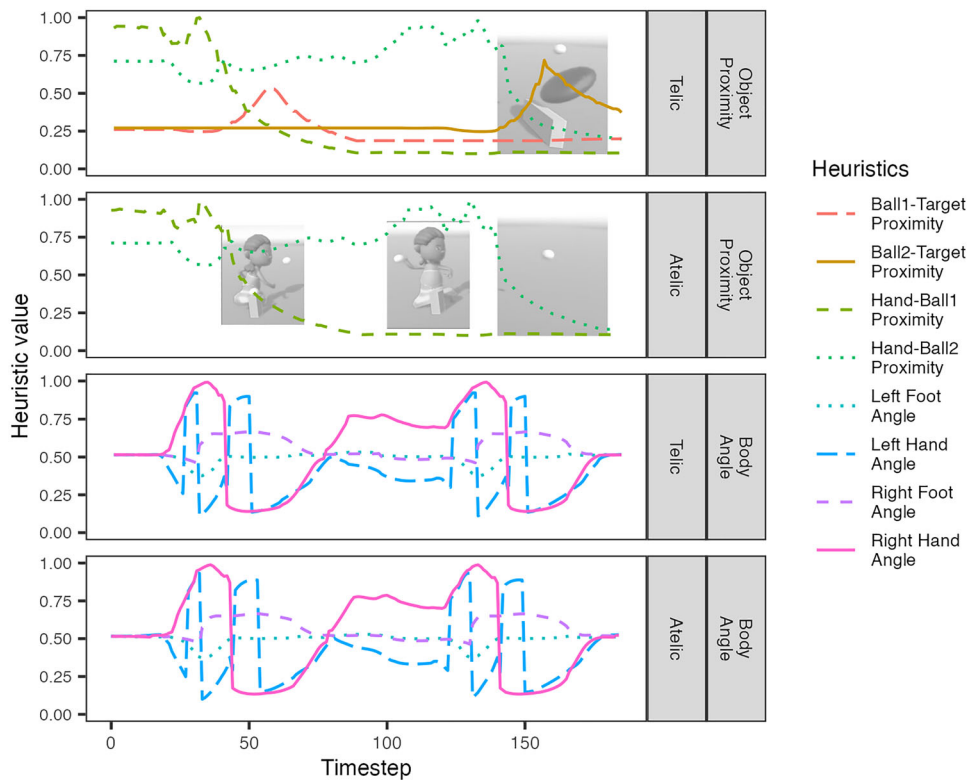 1.00
0.75
0.50
0.25
0.00
Telic
Object
Proximity
1.00
0.75
0.50
0.25
0.00
Atelic
Object
Proximity
1.00
0.75
0.50
0.25
0.00
Telic
Body
Angle
1.00
0.75
0.50
0.25
0.00
Atelic
Body
Angle
Heuristic value
0
50
100
150
Timestep
Heuristics
Ball1-Target
Proximity
Ball2-Target
Proximity
Hand-Ball1
Proximity
Hand-Ball2
Proximity
Left Foot
Angle
Left Hand
Angle
Right Foot
Angle
Right Hand
Angle